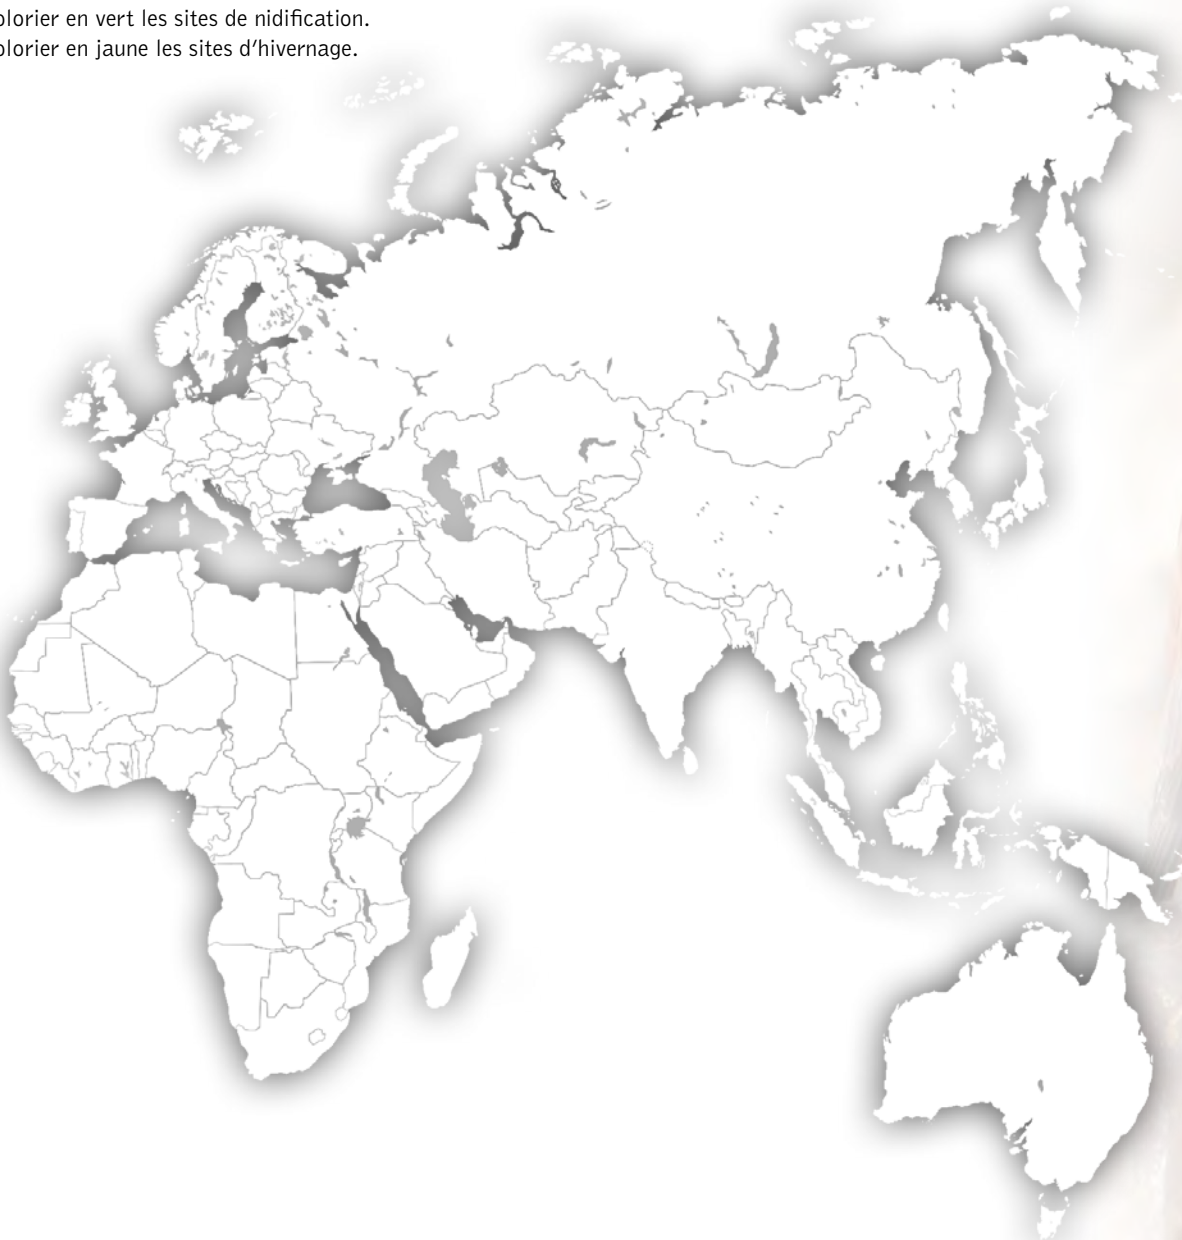 olorier en vert les sites de nidification.
olorier en jaune les sites d’hivernage.